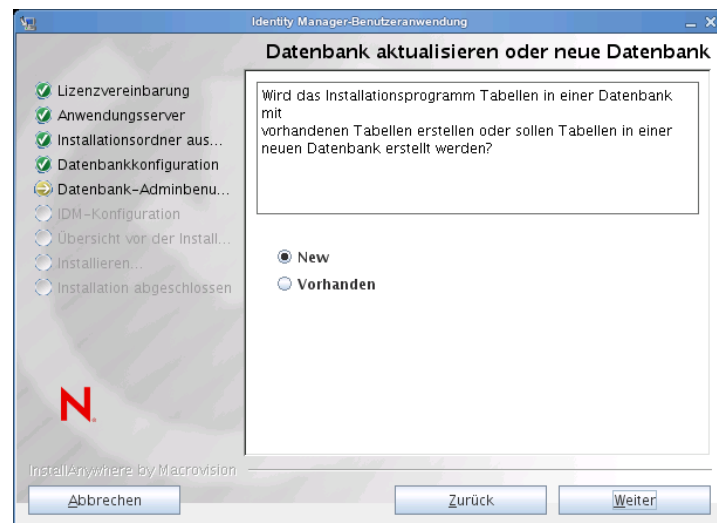 Identity Manager-Benutzeranwendung
Datenbank aktualisieren oder neue Datenbank
Lizenzvereinbarung
Anwendungsserver
Installationsordner aus...
Datenbankkonfiguration
Datenbank-Adminbenu...
IDM-Konfiguration
Übersicht vor der Install...
Installieren...
Installation abgeschlossen
Wird das Installationsprogramm Tabellen in einer Datenbank
mit
vorhandenen Tabellen erstellen oder sollen Tabellen in einer
neuen Datenbank erstellt werden?
New
Vorhanden
N
InstallAnywhere by Macrovision
Abbrechen
Zurück
Weiter